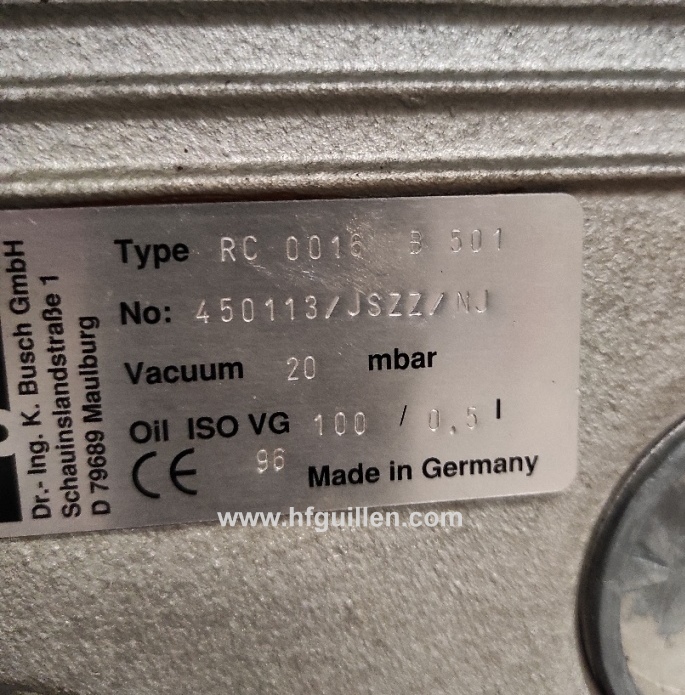 Dr.- Ing. K. Busch GmbH
Schauinslandstraße 1
D 79689 Maulburg
Type RC 0016 B 501
No: 450113/JSZZ/NJ
Vacuum 20 mbar
Oil ISO VG 100 / 0,5 l
CE 96 Made in Germany
www.hfguillen.com